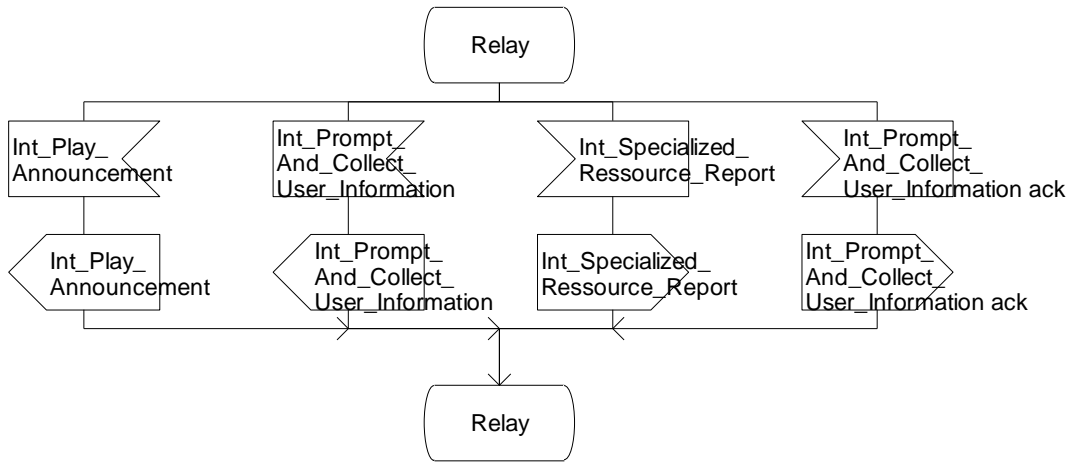 Relay
Int_Play_
Announcement
Int_Prompt_
And_Collect_
User_Information
Int_Specialized_
Ressource_Report
Int_Prompt_
And_Collect_
User_Information ack
Int_Play_
Announcement
Int_Prompt_
And_Collect_
User_Information
Int_Specialized_
Ressource_Report
Int_Prompt_
And_Collect_
User_Information ack
Relay